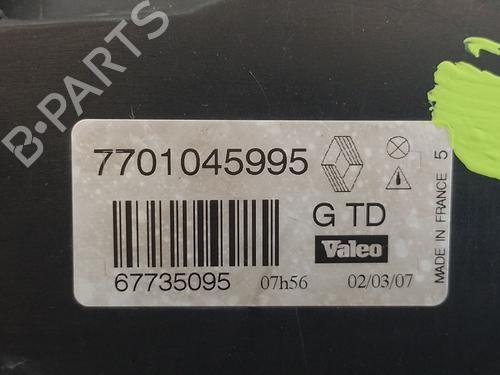 B-PARTS
7701045995
G TD
Valeo
67735095
07h56
02/03/07
MADE IN FRANCE 5